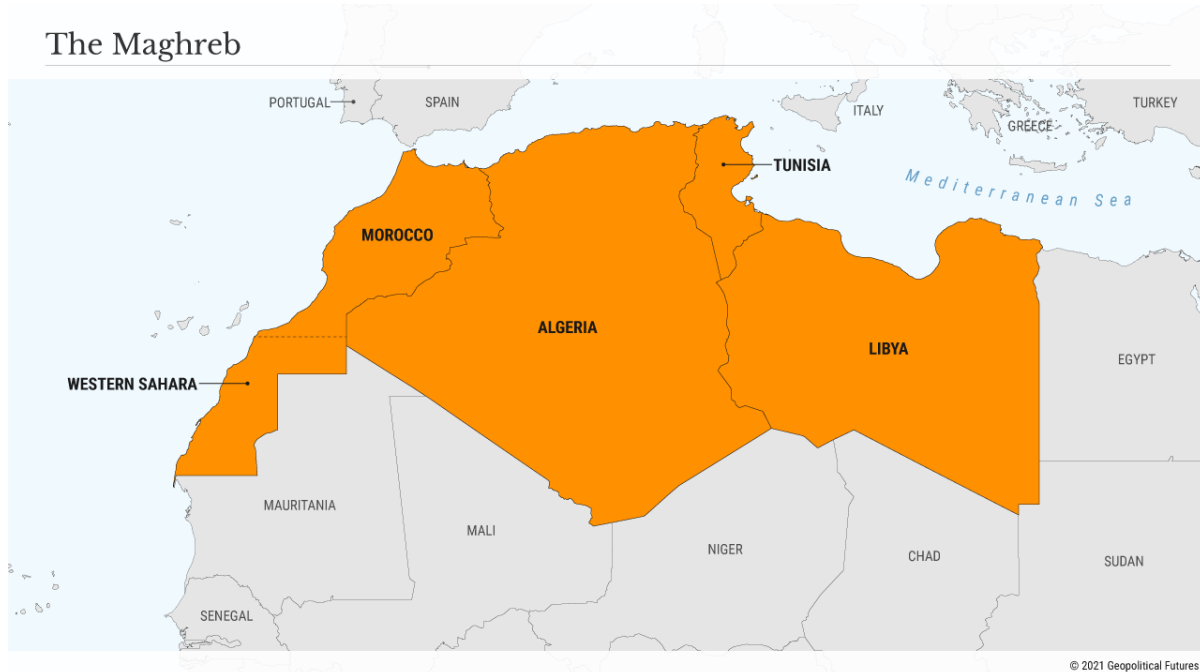 The Maghreb
PORTUGAL
SPAIN
ITALY
GREECE
TURKEY
TUNISIA
Mediterranean Sea
MOROCCO
ALGERIA
LIBYA
EGYPT
WESTERN SAHARA
MAURITANIA
MALI
NIGER
CHAD
SUDAN
SENEGAL
© 2021 Geopolitical Futures